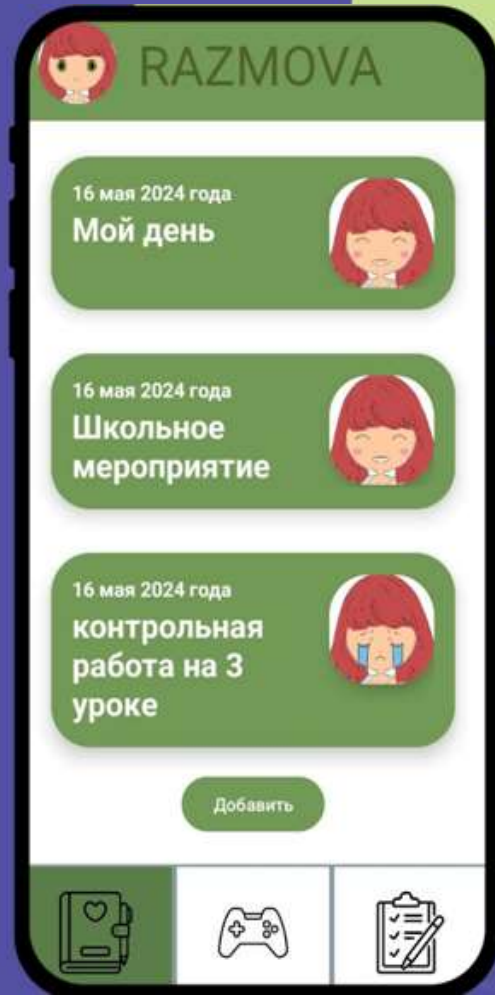 RAZMOVA
16 мая 2024 года
Мой день
16 мая 2024 года
Школьное
мероприятие
16 мая 2024 года
контрольная
работа на 3
уроке
Добавить